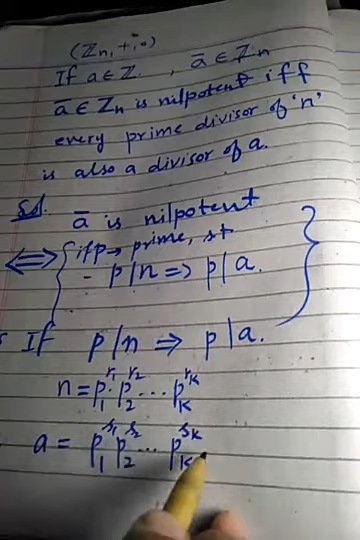 (ℤn, +, ·)
If a∈ℤ. , ā∈ℤn
ā∈ℤn is nilpotent iff
every prime divisor of 'n'
is also a divisor of a.
Sol. ā is nilpotent
⟺ { if p→prime, st
- p|n ⇒ p|a. }
If p|n ⇒ p|a.
n = p₁^r₁ p₂^r₂ ... pₖ^rₖ
a = p₁^s₁ p₂^s₂ ... pₖ^sₖ